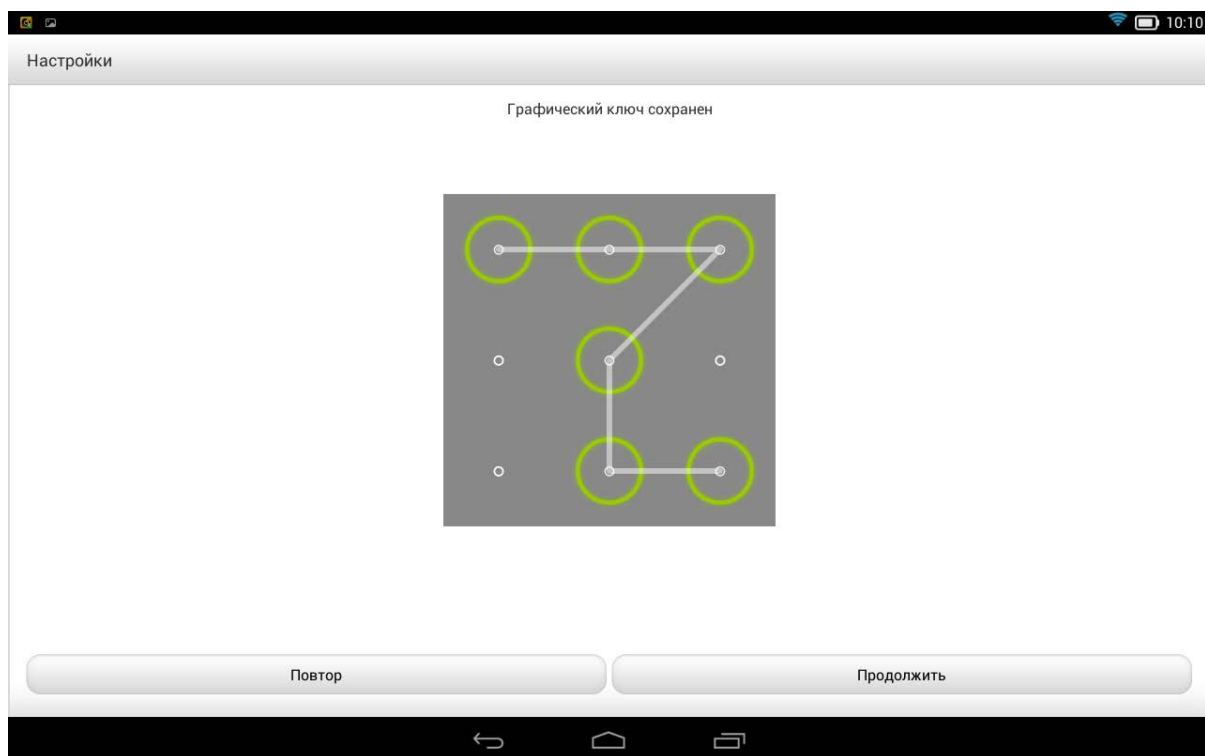 10:10
Настройки
Графический ключ сохранен
Повтор
Продолжить